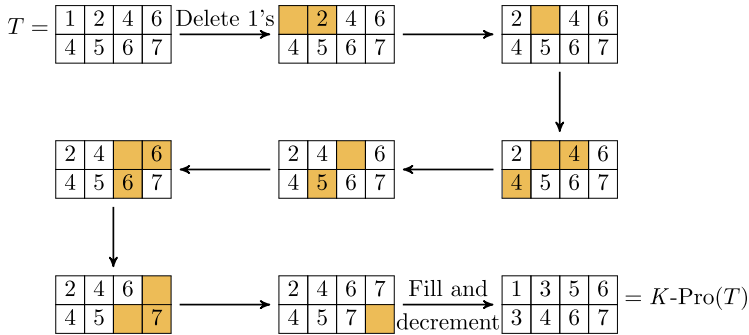 T = 1 2 4 6 Delete 1's 2 4 6 2 4 6
4 5 6 7 4 5 6 7 4 5 6 7
2 4 6 2 4 6 2 4 6
4 5 6 7 4 5 6 7 4 5 6 7
2 4 6 2 4 6 7 Fill and 1 3 5 6 = K-Pro(T)
4 5 7 4 5 7 decrement 3 4 6 7